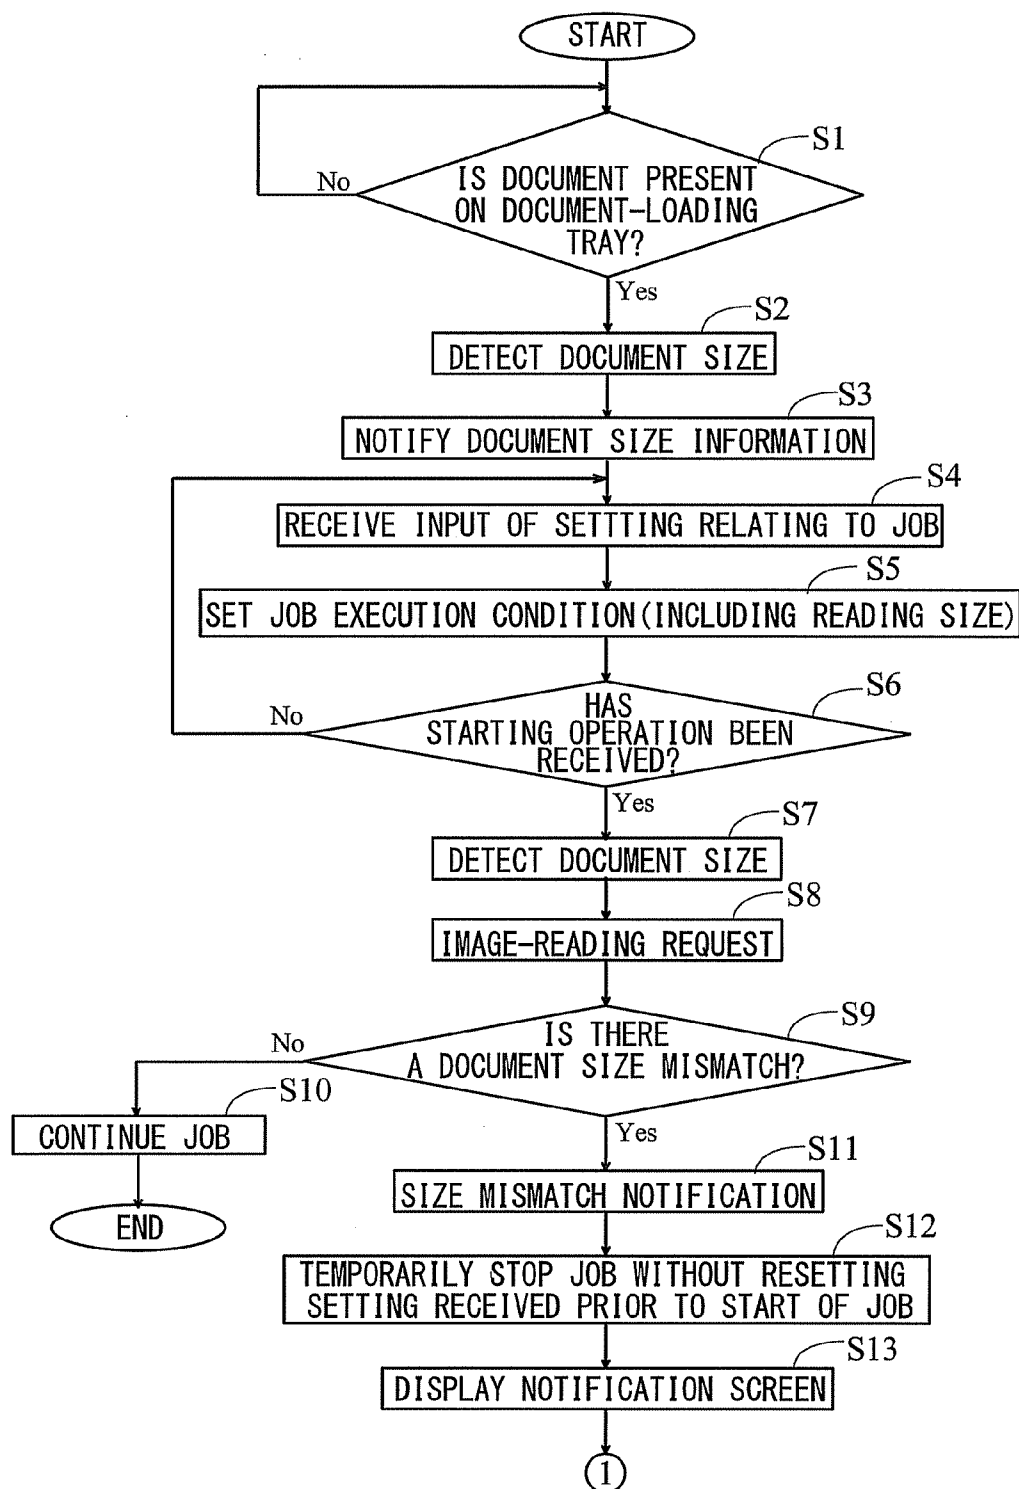 START
S1
IS DOCUMENT PRESENT
ON DOCUMENT-LOADING
TRAY?
No
Yes
S2
DETECT DOCUMENT SIZE
S3
NOTIFY DOCUMENT SIZE INFORMATION
S4
RECEIVE INPUT OF SETTTING RELATING TO JOB
S5
SET JOB EXECUTION CONDITION(INCLUDING READING SIZE)
S6
HAS
STARTING OPERATION BEEN
RECEIVED?
No
Yes
S7
DETECT DOCUMENT SIZE
S8
IMAGE-READING REQUEST
S9
IS THERE
A DOCUMENT SIZE MISMATCH?
No
Yes
S10
CONTINUE JOB
END
S11
SIZE MISMATCH NOTIFICATION
S12
TEMPORARILY STOP JOB WITHOUT RESETTING
SETTING RECEIVED PRIOR TO START OF JOB
S13
DISPLAY NOTIFICATION SCREEN
1